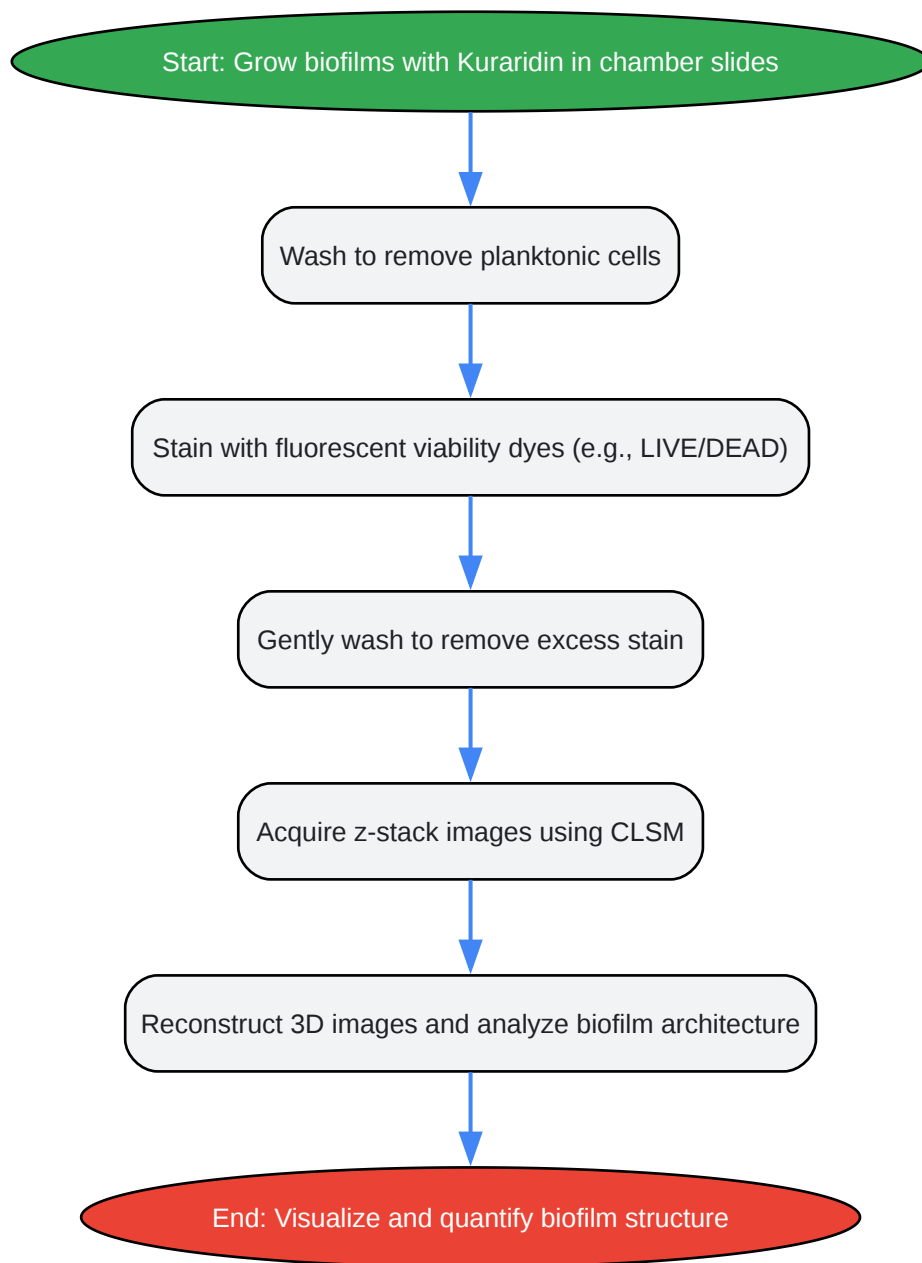 Start: Grow biofilms with Kuraridin in chamber slides
Wash to remove planktonic cells
Stain with fluorescent viability dyes (e.g., LIVE/DEAD)
Gently wash to remove excess stain
Acquire z-stack images using CLSM
Reconstruct 3D images and analyze biofilm architecture
End: Visualize and quantify biofilm structure